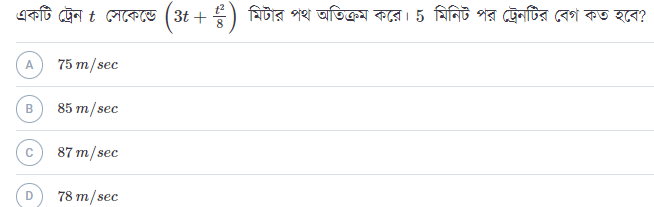 একটি ট্রেন t সেকেন্ডে (3t + t²/8) মিটার পথ অতিক্রম করে। 5 মিনিট পর ট্রেনটির বেগ কত হবে?
A 75 m/sec
B 85 m/sec
C 87 m/sec
D 78 m/sec